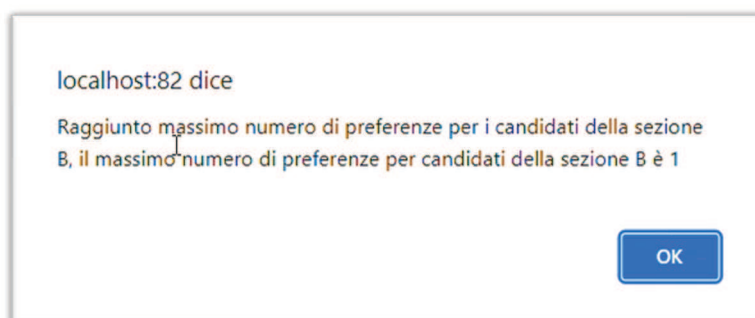 localhost:82 dice
Raggiunto massimo numero di preferenze per i candidati della sezione
B, il massimo numero di preferenze per candidati della sezione B è 1
OK